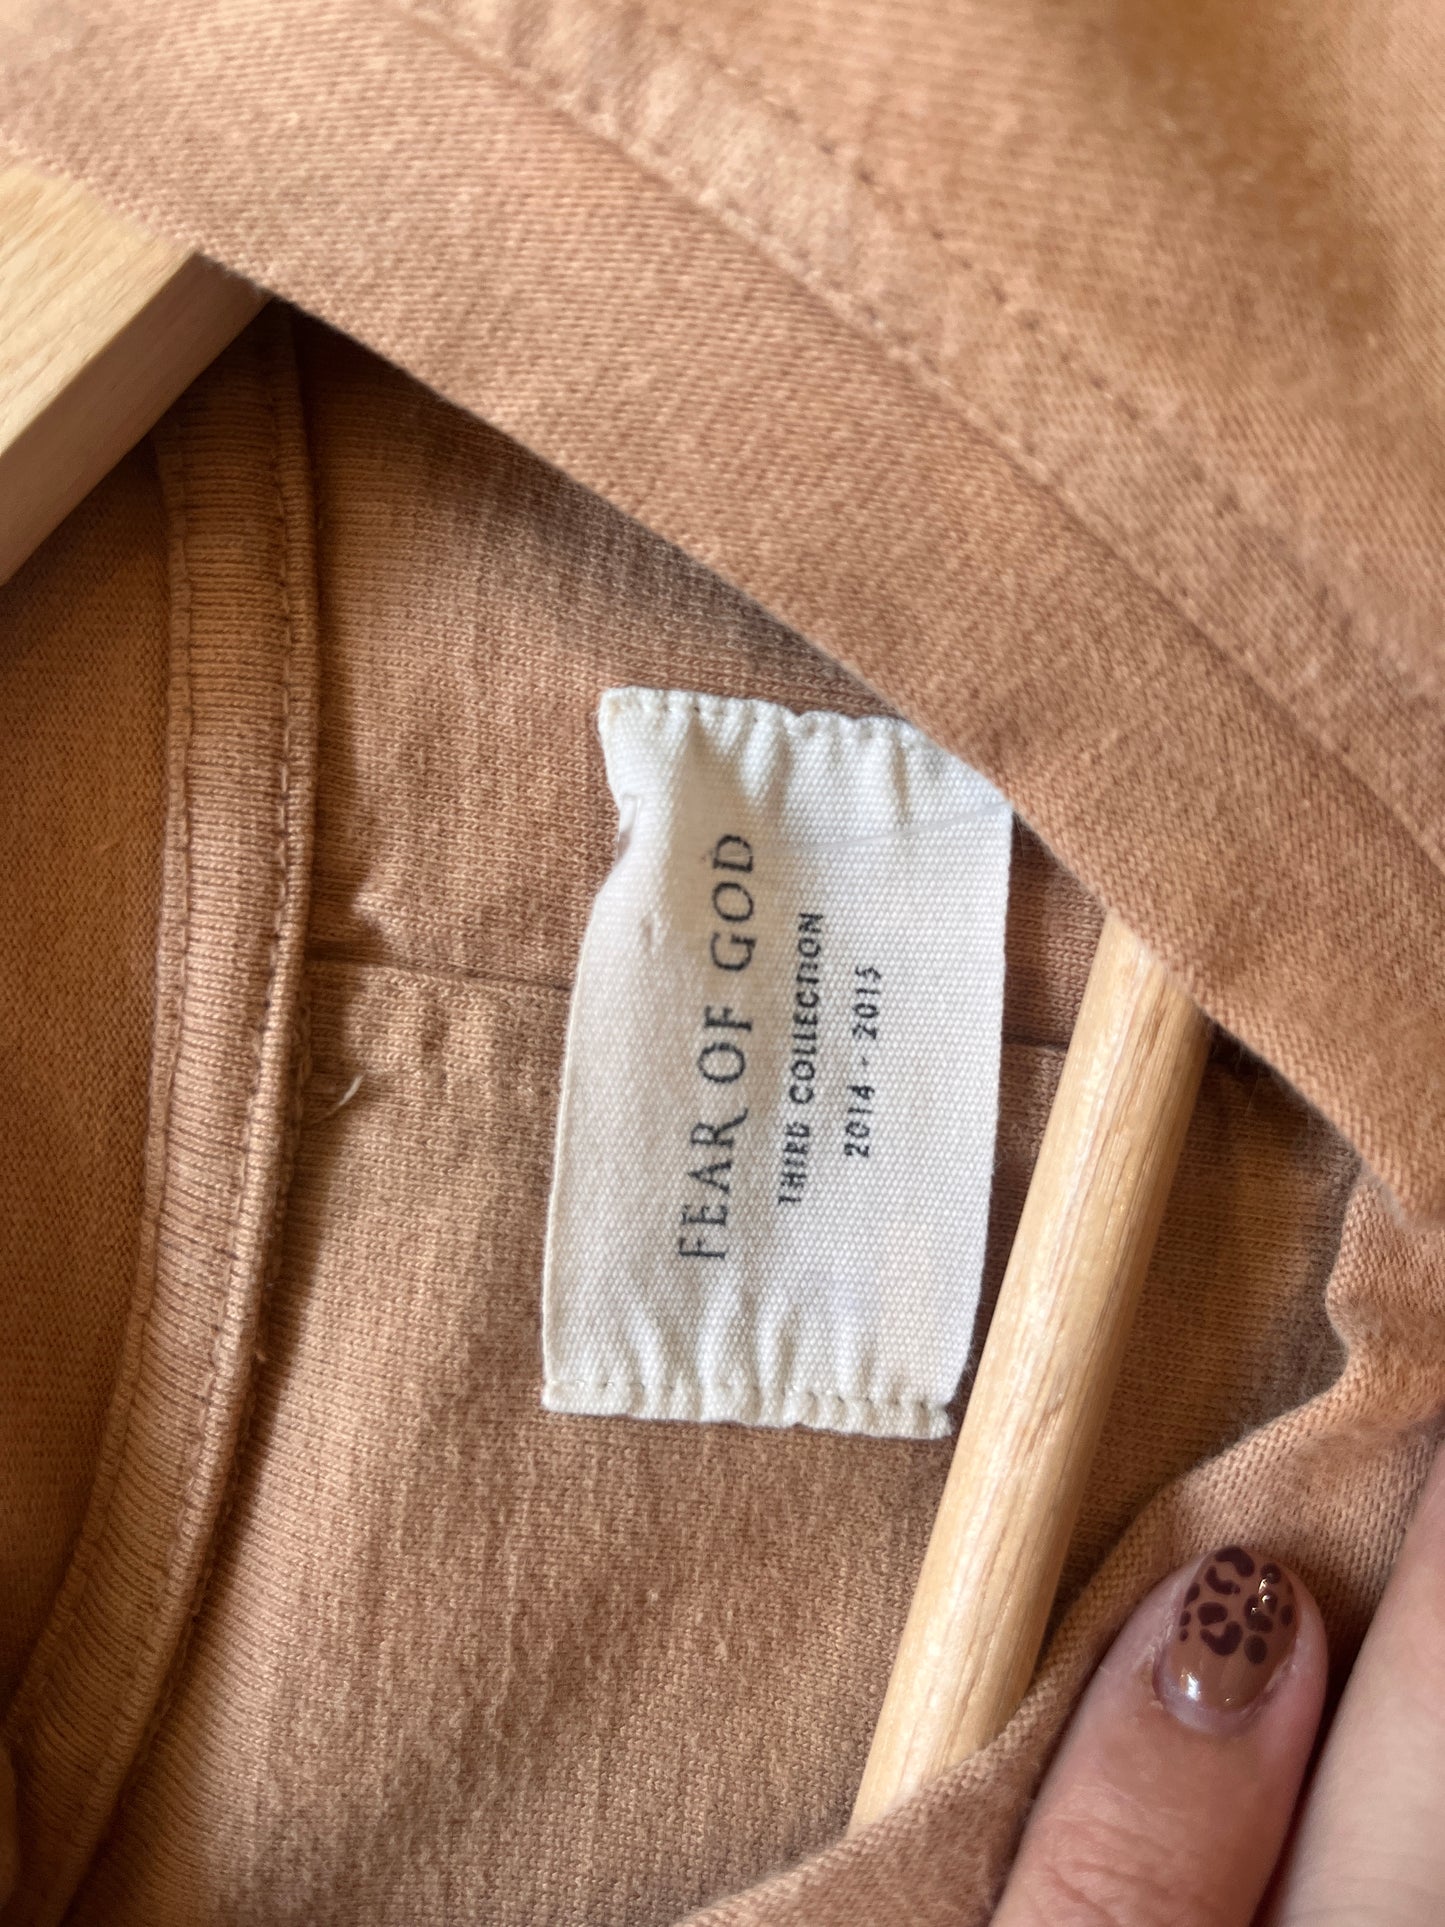 FEAR OF GOD
THIRD COLLECTION
2014 - 2015